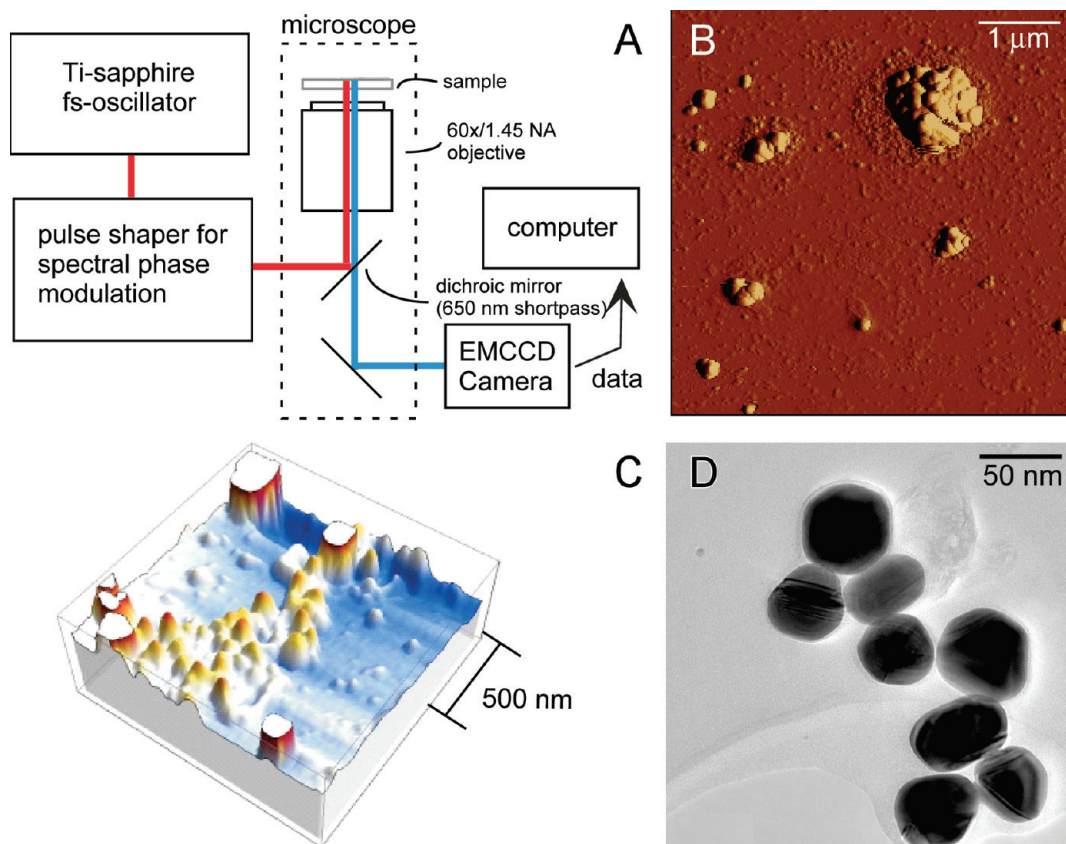 microscope
A
Ti-sapphire
fs-oscillator
sample
60x/1.45 NA
objective
pulse shaper for
spectral phase
modulation
computer
dichroic mirror
(650 nm shortpass)
EMCCD
Camera
data
B
1 μm
C
500 nm
D
50 nm